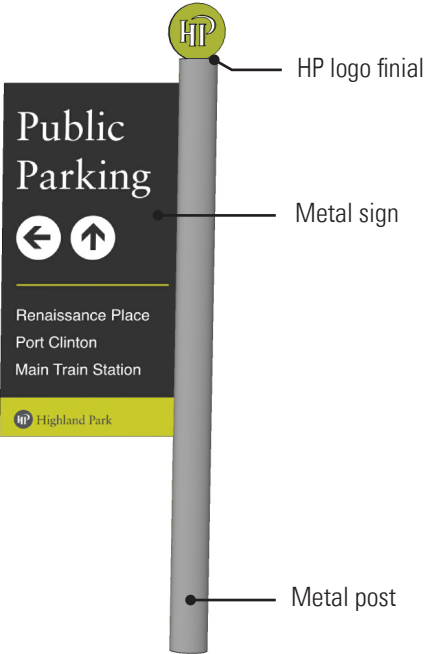 HP
HP logo finial
Public
Parking
Metal sign
Renaissance Place
Port Clinton
Main Train Station
HP Highland Park
Metal post